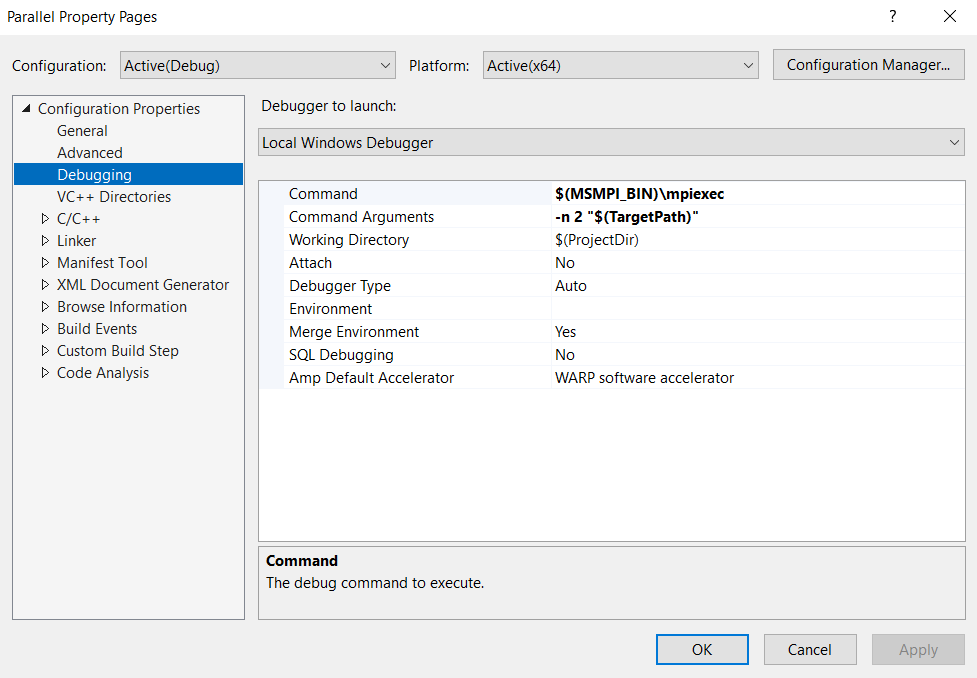 Parallel Property Pages
?
Configuration: Active(Debug) Platform: Active(x64) Configuration Manager...
Configuration Properties
General
Advanced
Debugging
VC++ Directories
C/C++
Linker
Manifest Tool
XML Document Generator
Browse Information
Build Events
Custom Build Step
Code Analysis
Debugger to launch:
Local Windows Debugger
Command $(MSMPI_BIN)\mpiexec
Command Arguments -n 2 "$(TargetPath)"
Working Directory $(ProjectDir)
Attach No
Debugger Type Auto
Environment
Merge Environment Yes
SQL Debugging No
Amp Default Accelerator WARP software accelerator
Command
The debug command to execute.
OK Cancel Apply